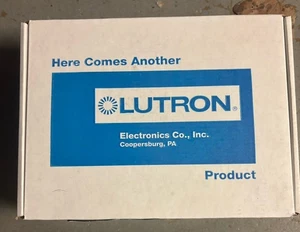 Here Comes Another
LUTRON®
Electronics Co., Inc.
Coopersburg, PA
Product